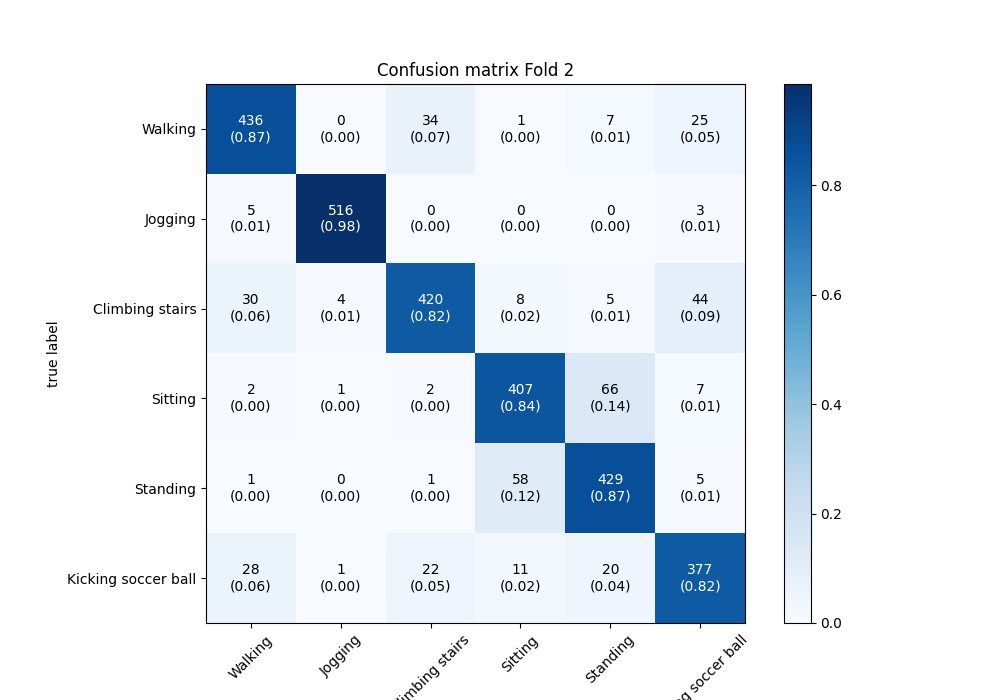 Confusion matrix Fold 2
true label
Walking
436 0 34 1 7 25
(0.87) (0.00) (0.07) (0.00) (0.01) (0.05)
Jogging
5 516 0 0 0 3
(0.01) (0.98) (0.00) (0.00) (0.00) (0.01)
Climbing stairs
30 4 420 8 5 44
(0.06) (0.01) (0.82) (0.02) (0.01) (0.09)
Sitting
2 1 2 407 66 7
(0.00) (0.00) (0.00) (0.84) (0.14) (0.01)
Standing
1 0 1 58 429 5
(0.00) (0.00) (0.00) (0.12) (0.87) (0.01)
Kicking soccer ball
28 1 22 11 20 377
(0.06) (0.00) (0.05) (0.02) (0.04) (0.82)
Walking
Jogging
limbing stairs
Sitting
Standing
g soccer ball
0.8
0.6
0.4
0.2
0.0